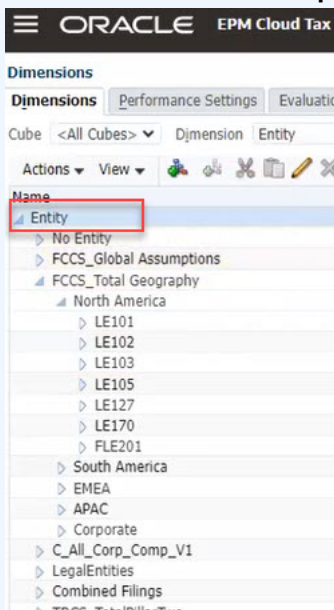 ORACLE EPM Cloud Tax
Dimensions
Dimensions Performance Settings Evaluatio
Cube <All Cubes> Dimension Entity
Actions View
Name
Entity
No Entity
FCCS_Global Assumptions
FCCS_Total Geography
North America
LE101
LE102
LE103
LE105
LE127
LE170
FLE201
South America
EMEA
APAC
Corporate
C_All_Corp_Comp_V1
LegalEntities
Combined Filings